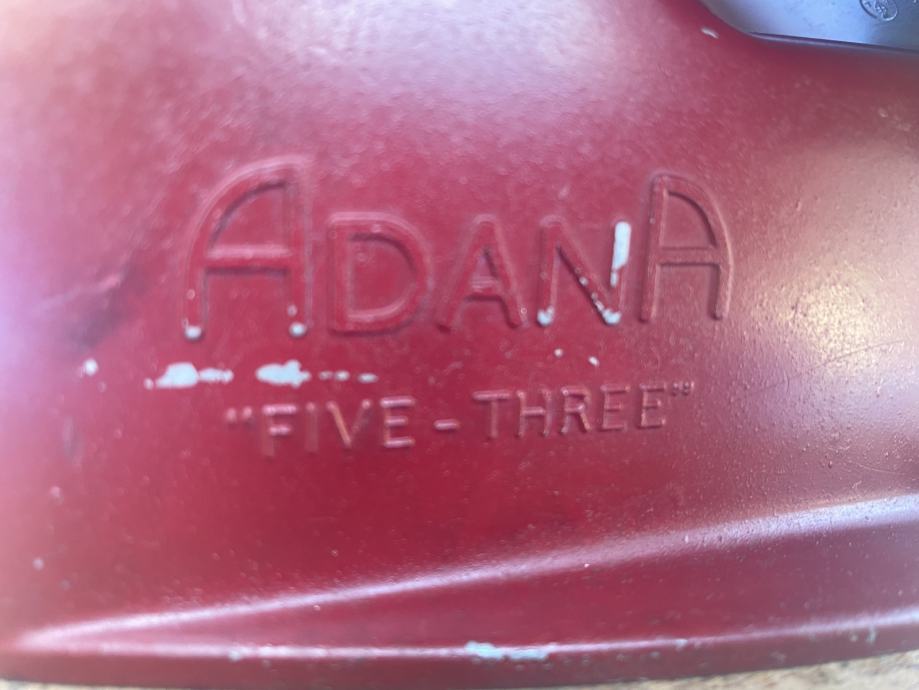 ADANA
"FIVE - THREE"